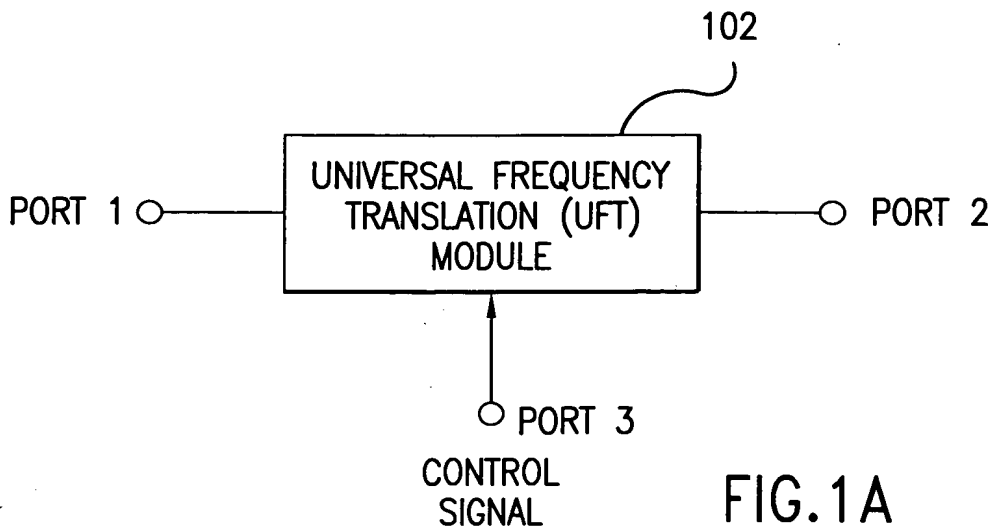 102
UNIVERSAL FREQUENCY
TRANSLATION (UFT)
MODULE
PORT 1
PORT 2
PORT 3
CONTROL
SIGNAL
FIG.1A